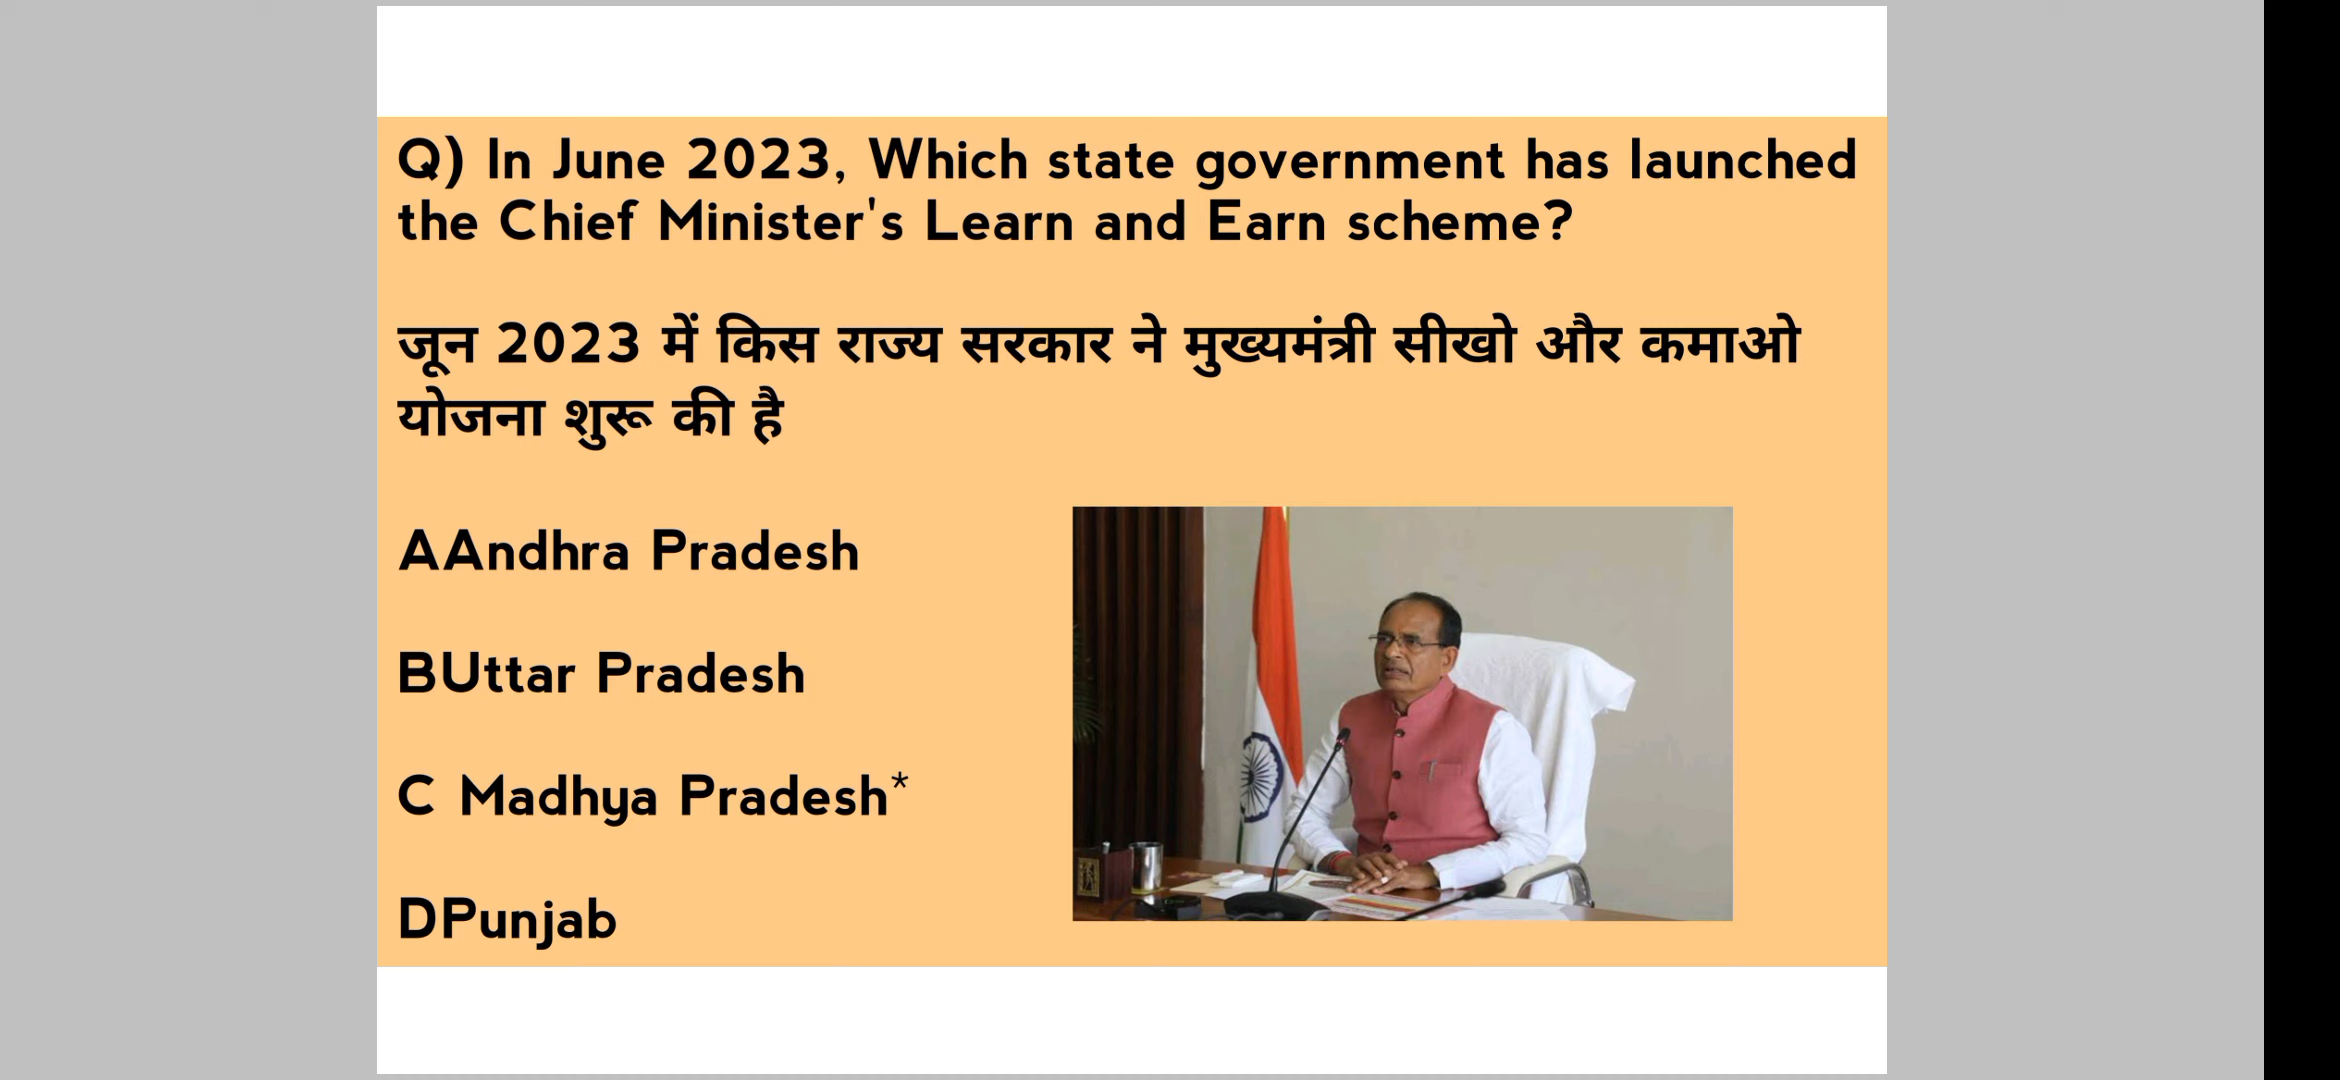 Q) In June 2023, Which state government has launched
the Chief Minister's Learn and Earn scheme?
जून 2023 में किस राज्य सरकार ने मुख्यमंत्री सीखो और कमाओ
योजना शुरू की है
AAndhra Pradesh
BUttar Pradesh
C Madhya Pradesh*
DPunjab